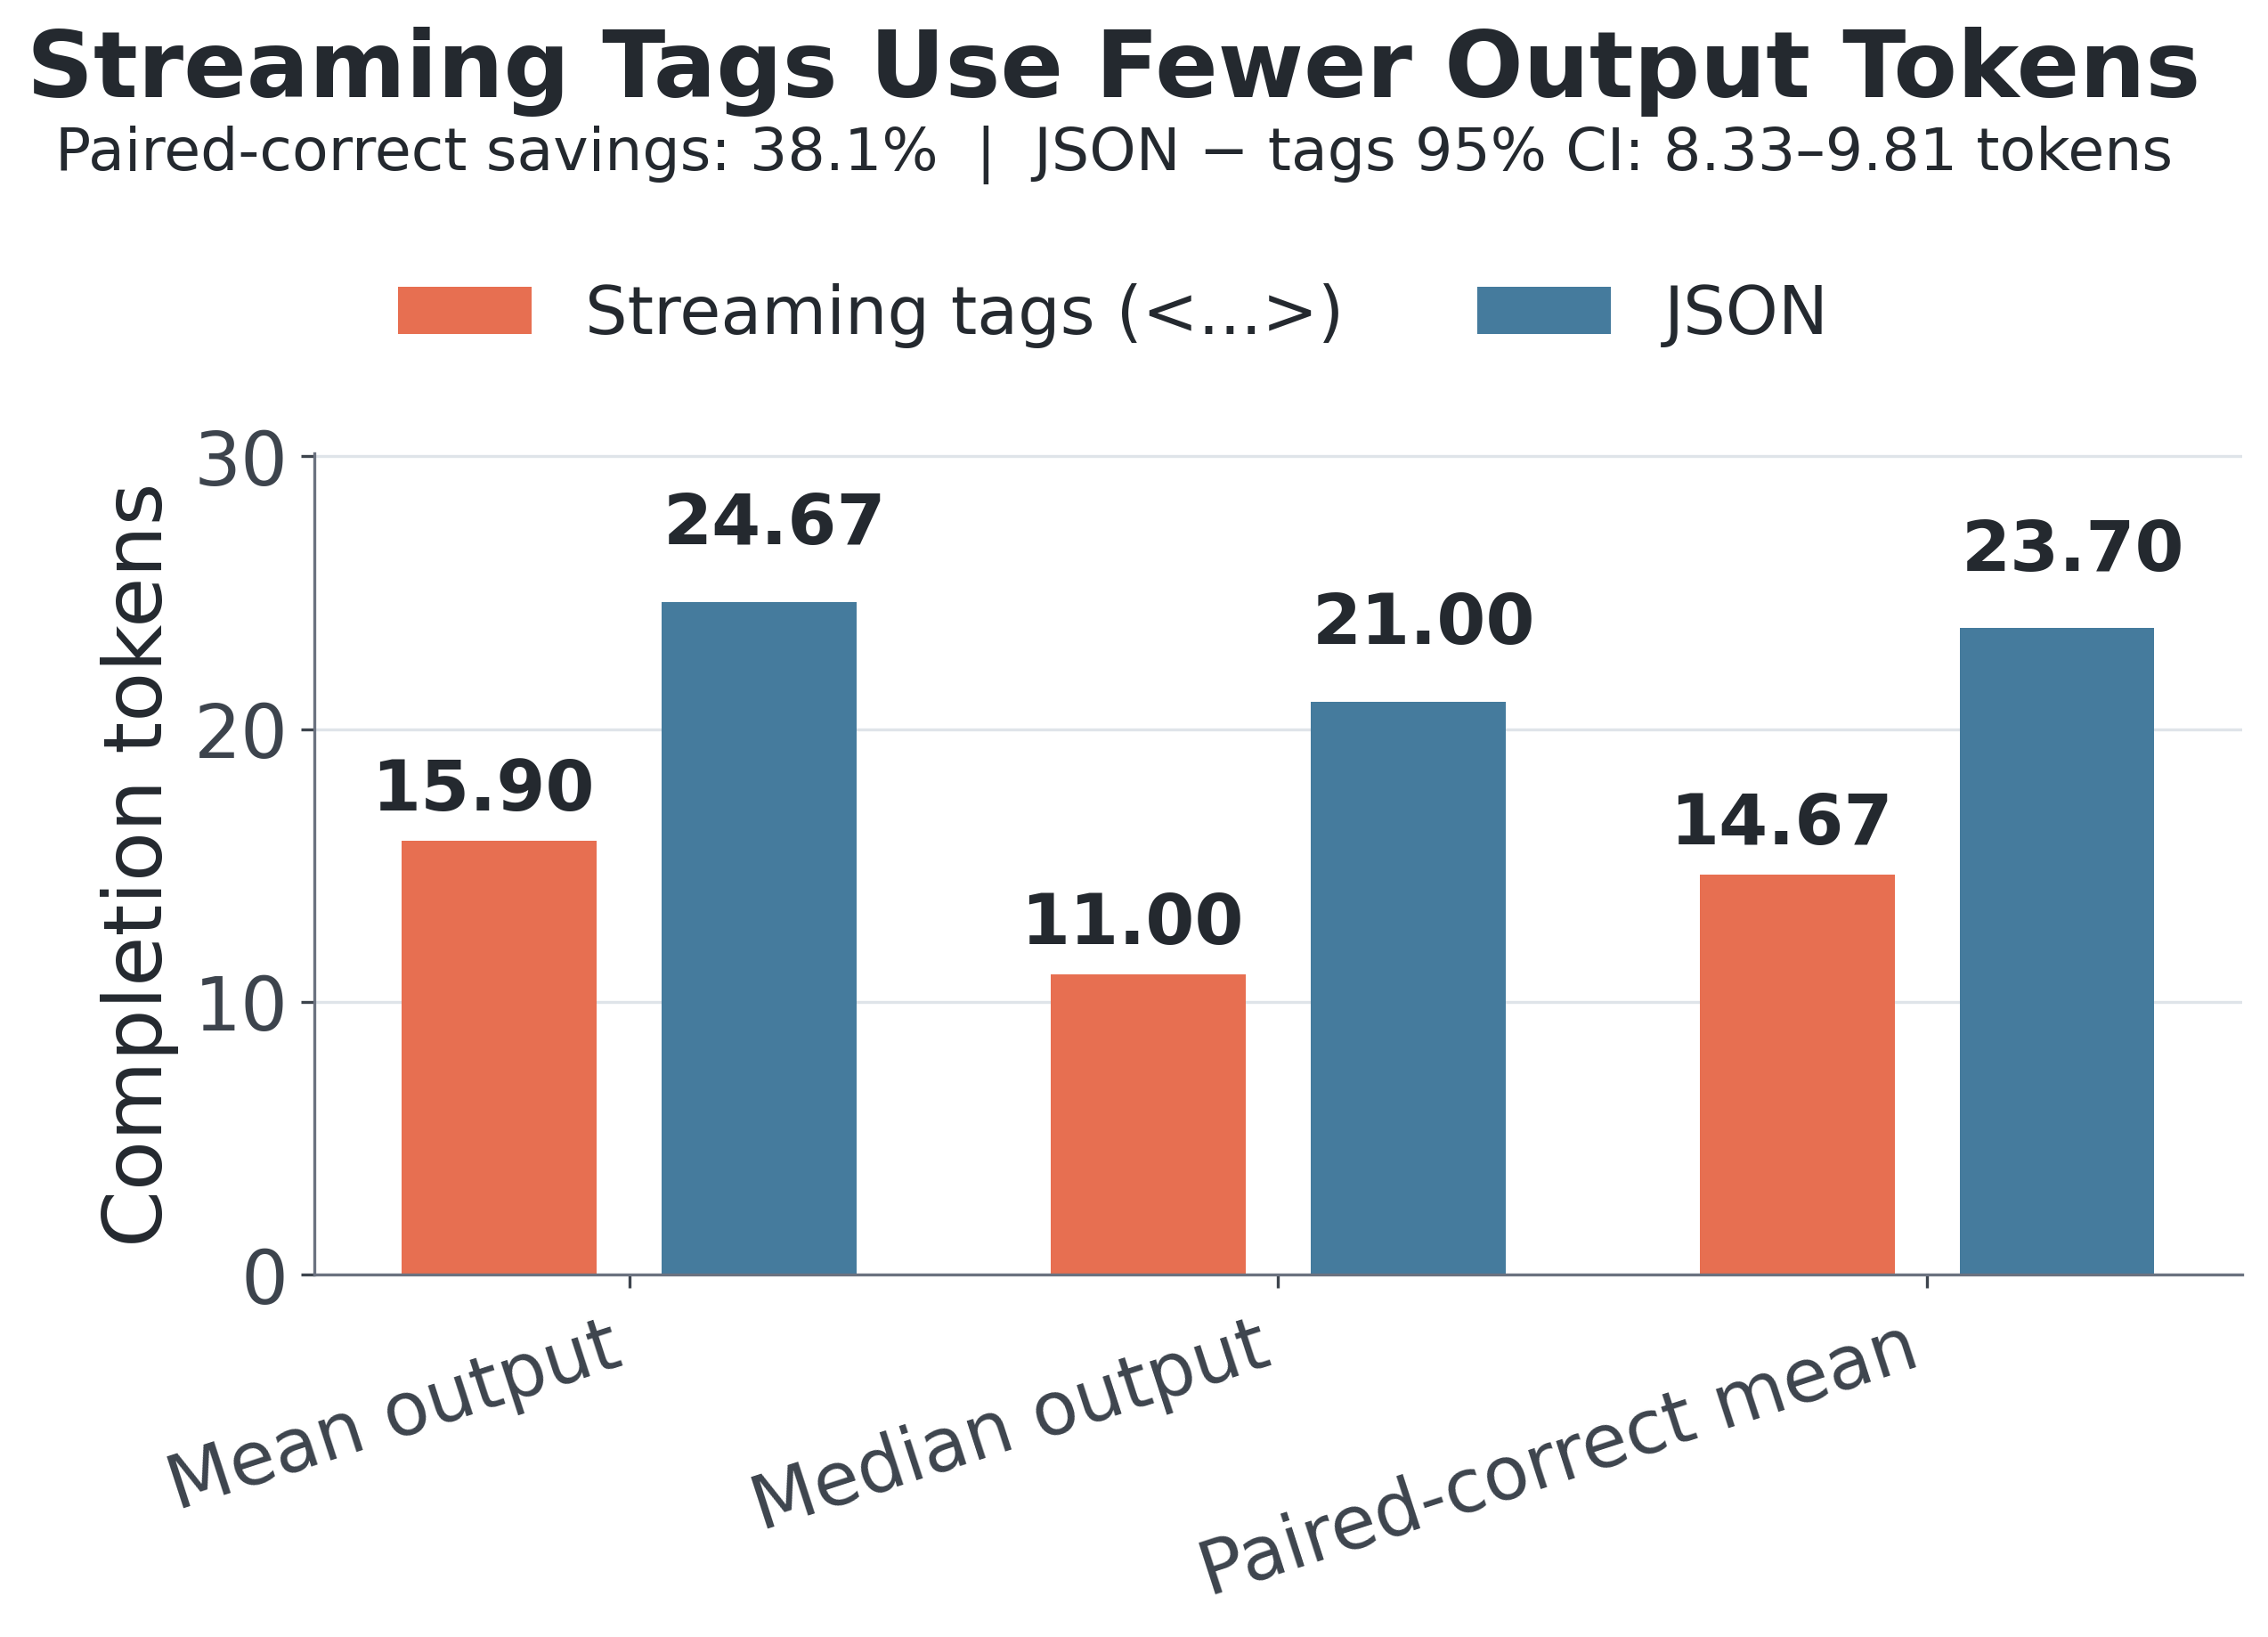 Streaming Tags Use Fewer Output Tokens
Paired-correct savings: 38.1% | JSON − tags 95% CI: 8.33–9.81 tokens
Streaming tags (<...>) JSON
Completion tokens
30
20
10
0
15.90
24.67
11.00
21.00
14.67
23.70
Mean output
Median output
Paired-correct mean